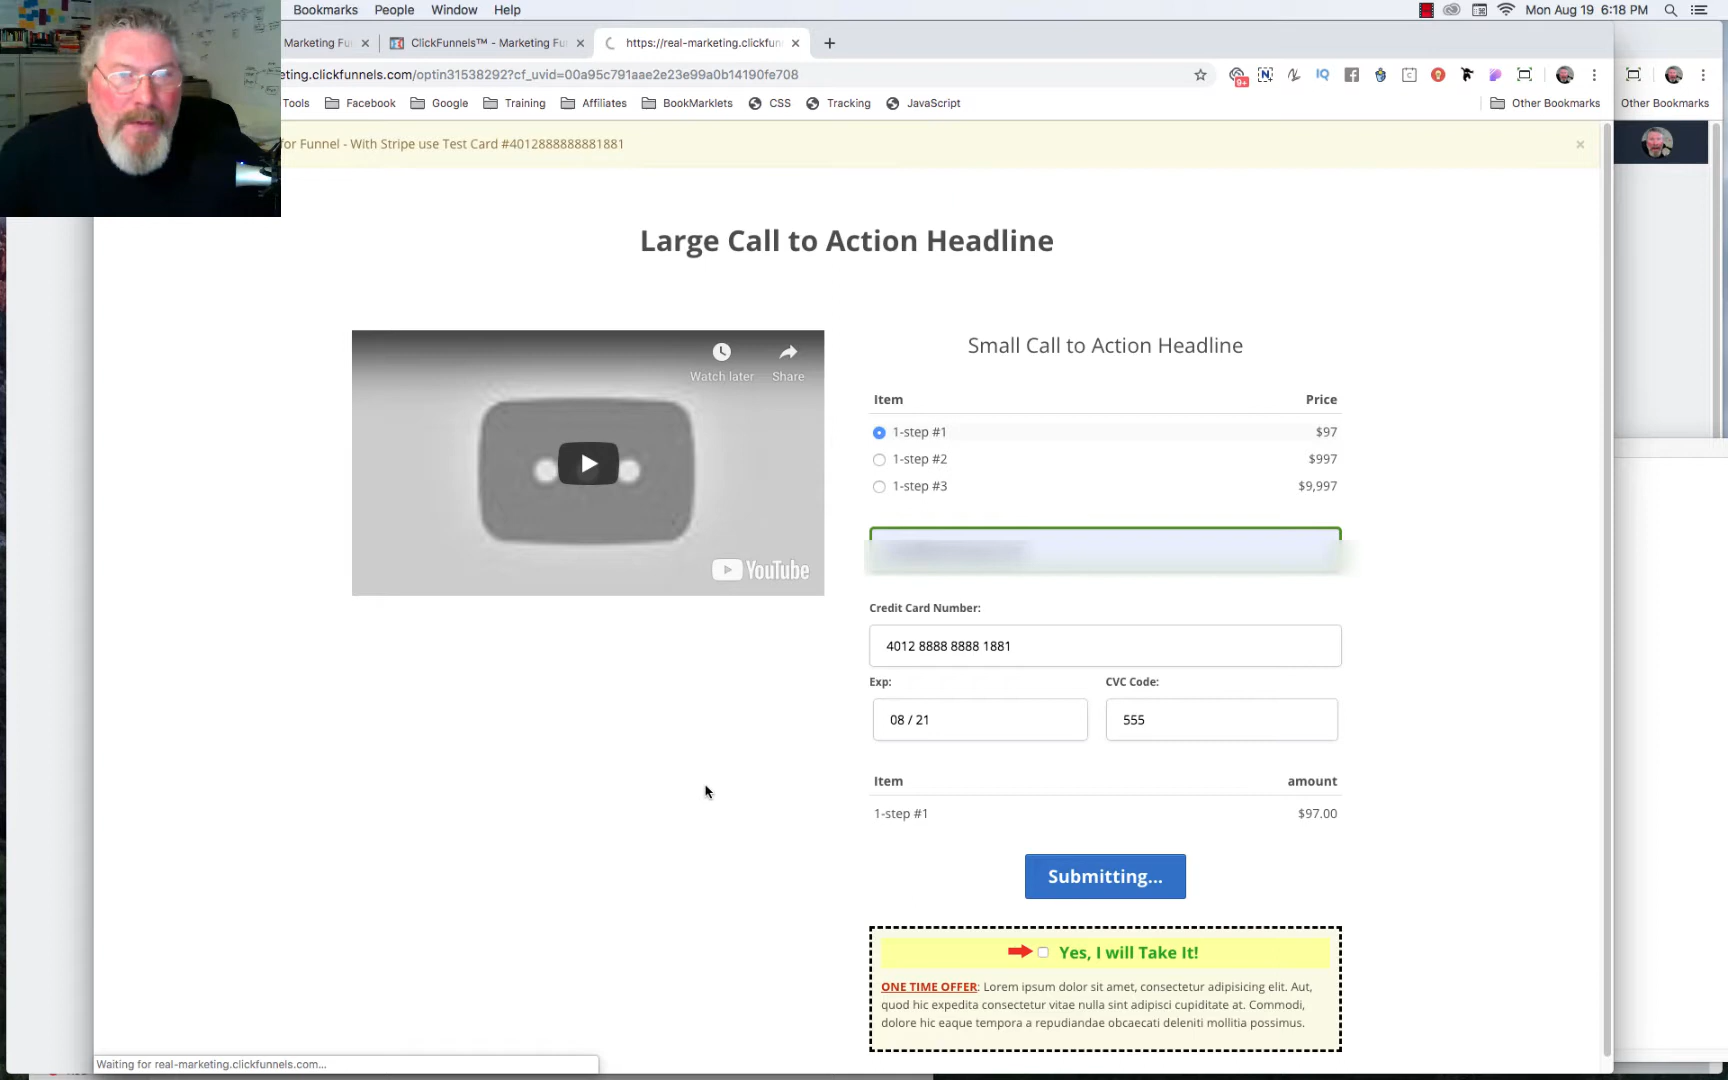 Bookmarks People Window Help
Mon Aug 19 6:18 PM
Marketing Fu
ClickFunnels™ - Marketing Fu
https://real-marketing.clickfun
eting.clickfunnels.com/optin31538292?cf_uvid=00a95c791aae2e23e99a0b14190fe708
9+
IQ
Tools Facebook Google Training Affiliates BookMarklets CSS Tracking JavaScript
Other Bookmarks
Other Bookmarks
for Funnel - With Stripe use Test Card #4012888888881881
Large Call to Action Headline
Watch later Share
YouTube
Small Call to Action Headline
Item Price
1-step #1 $97
1-step #2 $997
1-step #3 $9,997
Credit Card Number:
4012 8888 8888 1881
Exp: CVC Code:
08 / 21 555
Item amount
1-step #1 $97.00
Submitting...
Yes, I will Take It!
ONE TIME OFFER: Lorem ipsum dolor sit amet, consectetur adipisicing elit. Aut,
quod hic expedita consectetur vitae nulla sint adipisci cupiditate at. Commodi,
dolore hic eaque tempora a repudiandae obcaecati deleniti mollitia possimus.
Waiting for real-marketing.clickfunnels.com...